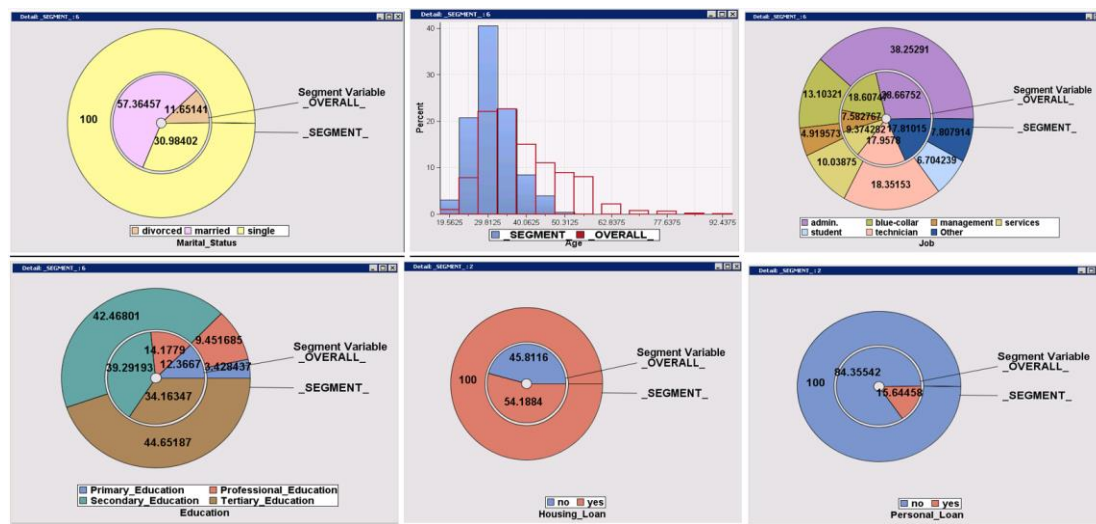 Detail: _SEGMENT_:6
100
57.36457
11.65141
30.98402
Segment Variable
_OVERALL_
_SEGMENT_
divorced married single
Marital_Status
Detail: _SEGMENT_:6
Percent
40
30
20
10
0
19.5625 29.8125 40.0625 50.3125 62.8375 77.6375 92.4375
_SEGMENT_ _OVERALL_
Age
Detail: _SEGMENT_:6
38.25291
13.10321
4.919573
10.03875
18.35153
6.704239
7.807914
18.60747
7.582767
9.374282
17.9578
17.81015
Segment Variable
_OVERALL_
_SEGMENT_
admin. blue-collar management services
student technician Other
Job
Detail: _SEGMENT_:6
42.46801
9.451685
3.428437
44.65187
14.1779
12.3667
39.29193
34.16347
Segment Variable
_OVERALL_
_SEGMENT_
Primary_Education Professional_Education
Secondary_Education Tertiary_Education
Education
Detail: _SEGMENT_:2
100
45.8116
54.1884
Segment Variable
_OVERALL_
_SEGMENT_
no yes
Housing_Loan
Detail: _SEGMENT_:2
100
84.35542
15.64458
Segment Variable
_OVERALL_
_SEGMENT_
no yes
Personal_Loan